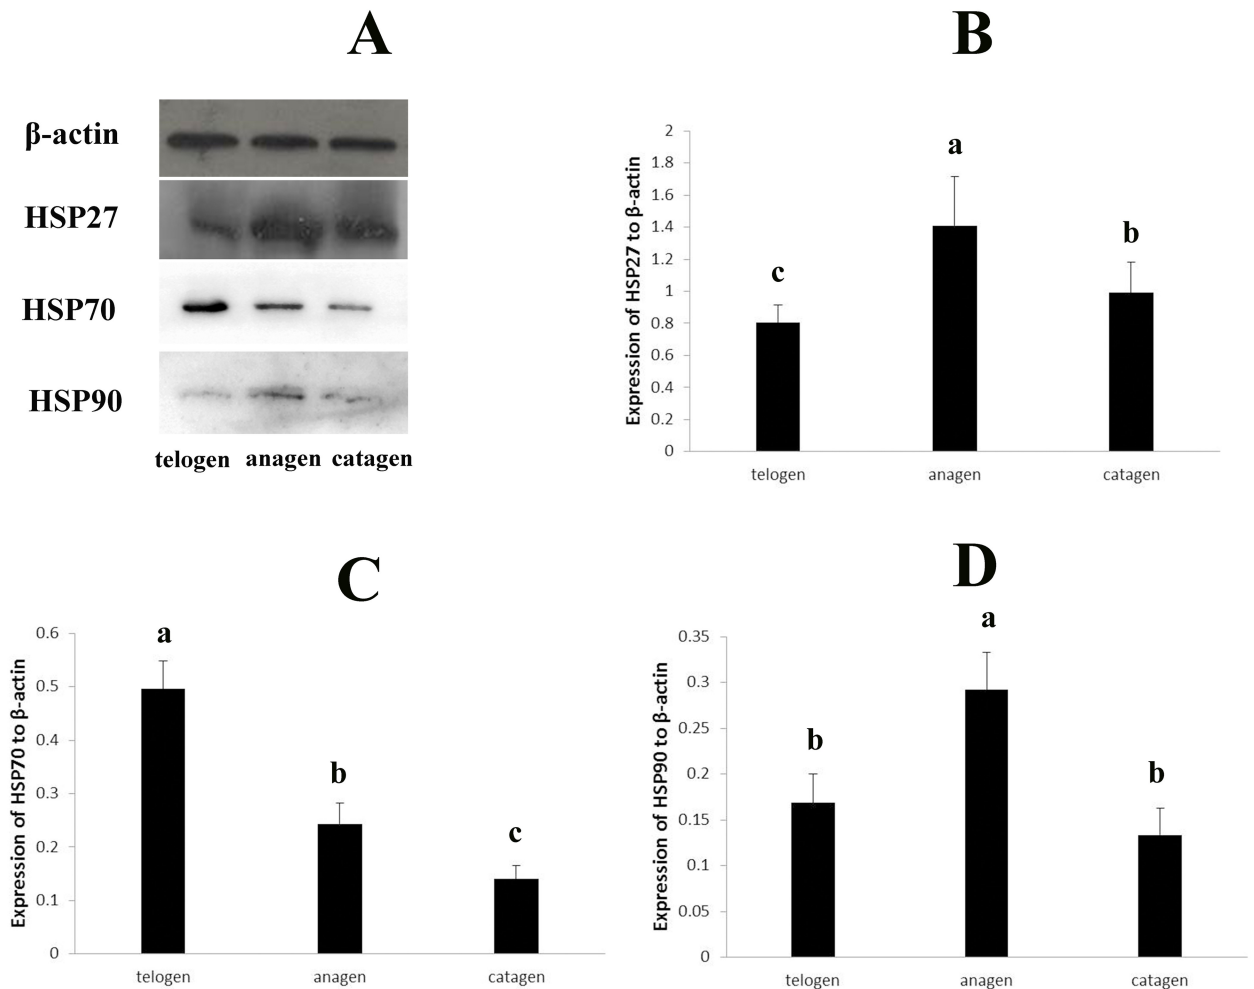 A
β-actin
HSP27
HSP70
HSP90
telogen anagen catagen
B
Expression of HSP27 to β-actin
2
1.8
1.6
1.4
1.2
1
0.8
0.6
0.4
0.2
0
c
a
b
telogen anagen catagen
C
Expression of HSP70 to β-actin
0.6
0.5
0.4
0.3
0.2
0.1
0
a
b
c
telogen anagen catagen
D
Expression of HSP90 to β-actin
0.35
0.3
0.25
0.2
0.15
0.1
0.05
0
b
a
b
telogen anagen catagen